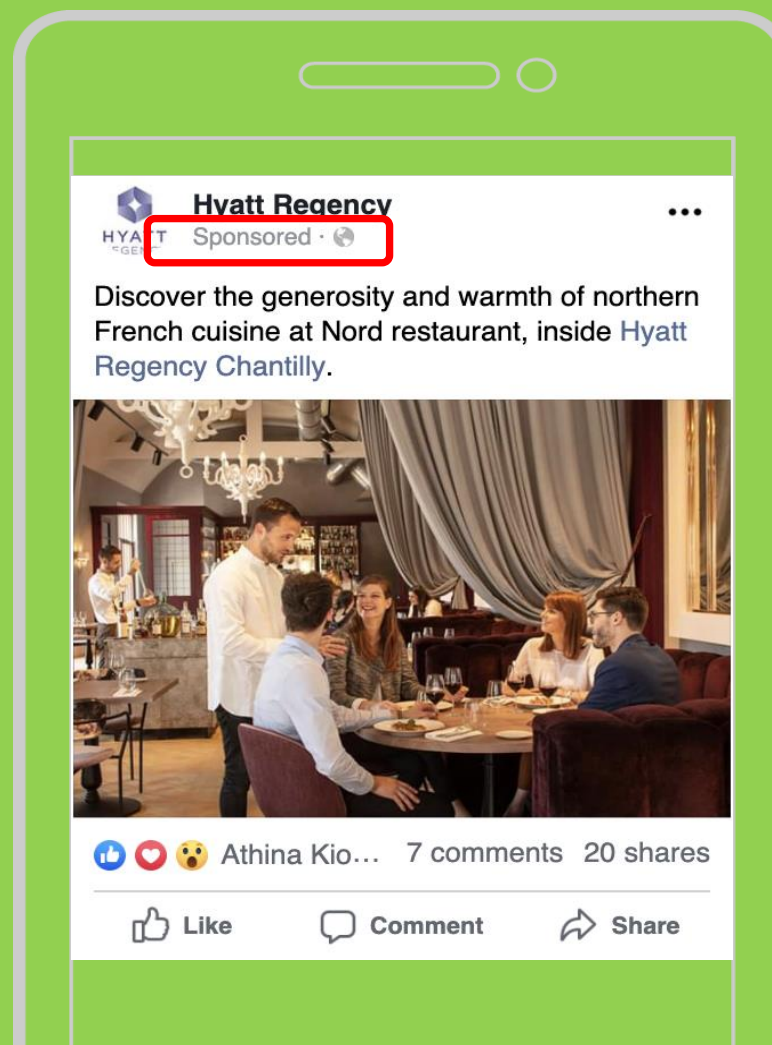 Hyatt Regency
HYATT
Sponsored ·
Discover the generosity and warmth of northern
French cuisine at Nord restaurant, inside Hyatt
Regency Chantilly.
Athina Kio... 7 comments 20 shares
Like Comment Share